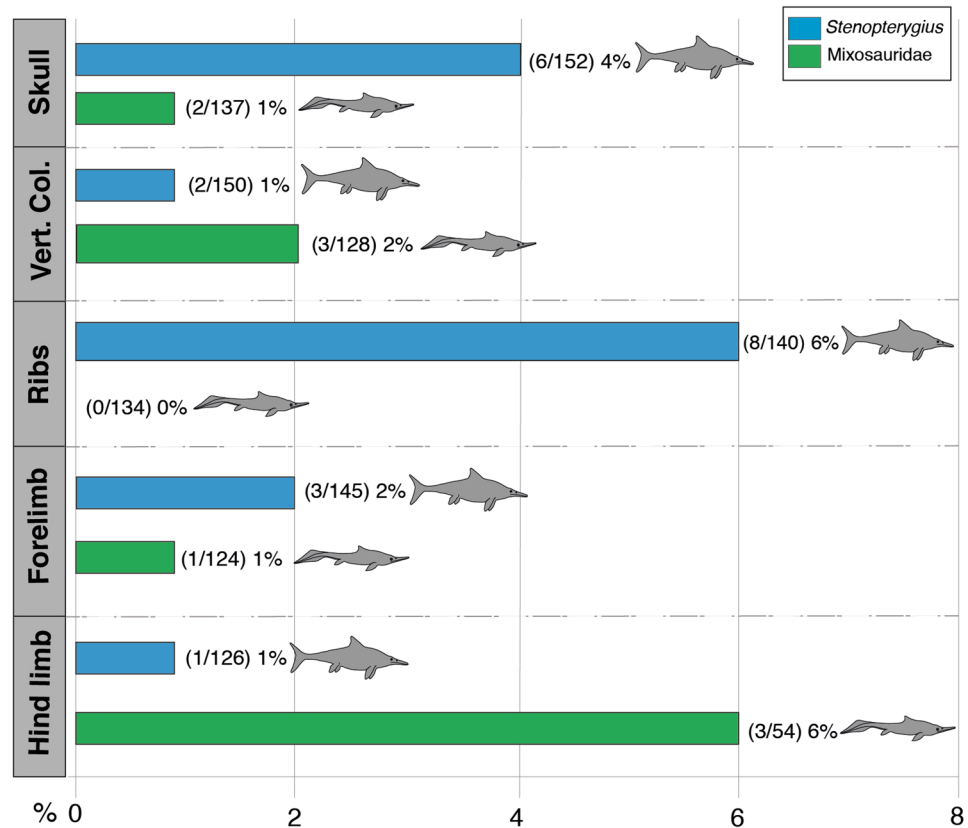 Stenopterygius
Mixosauridae
Skull
(6/152) 4%
(2/137) 1%
Vert. Col.
(2/150) 1%
(3/128) 2%
Ribs
(8/140) 6%
(0/134) 0%
Forelimb
(3/145) 2%
(1/124) 1%
Hind limb
(1/126) 1%
(3/54) 6%
% 0 2 4 6 8